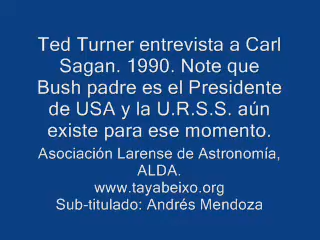 Ted Turner entrevista a Carl
Sagan. 1990. Note que
Bush padre es el Presidente
de USA y la U.R.S.S. aún
existe para ese momento.
Asociación Larense de Astronomía,
ALDA.
www.tayabeixo.org
Sub-titulado: Andrés Mendoza